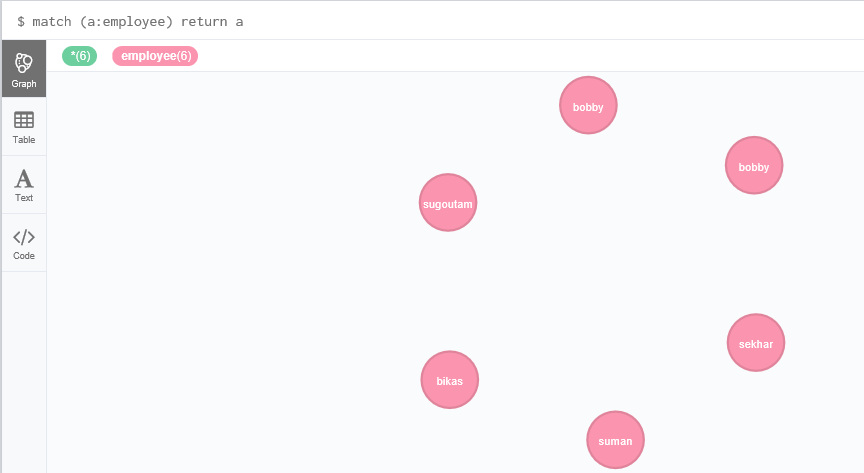 $ match (a:employee) return a
*(6) employee(6)
Graph
Table
Text
Code
bobby
bobby
sugoutam
sekhar
bikas
suman